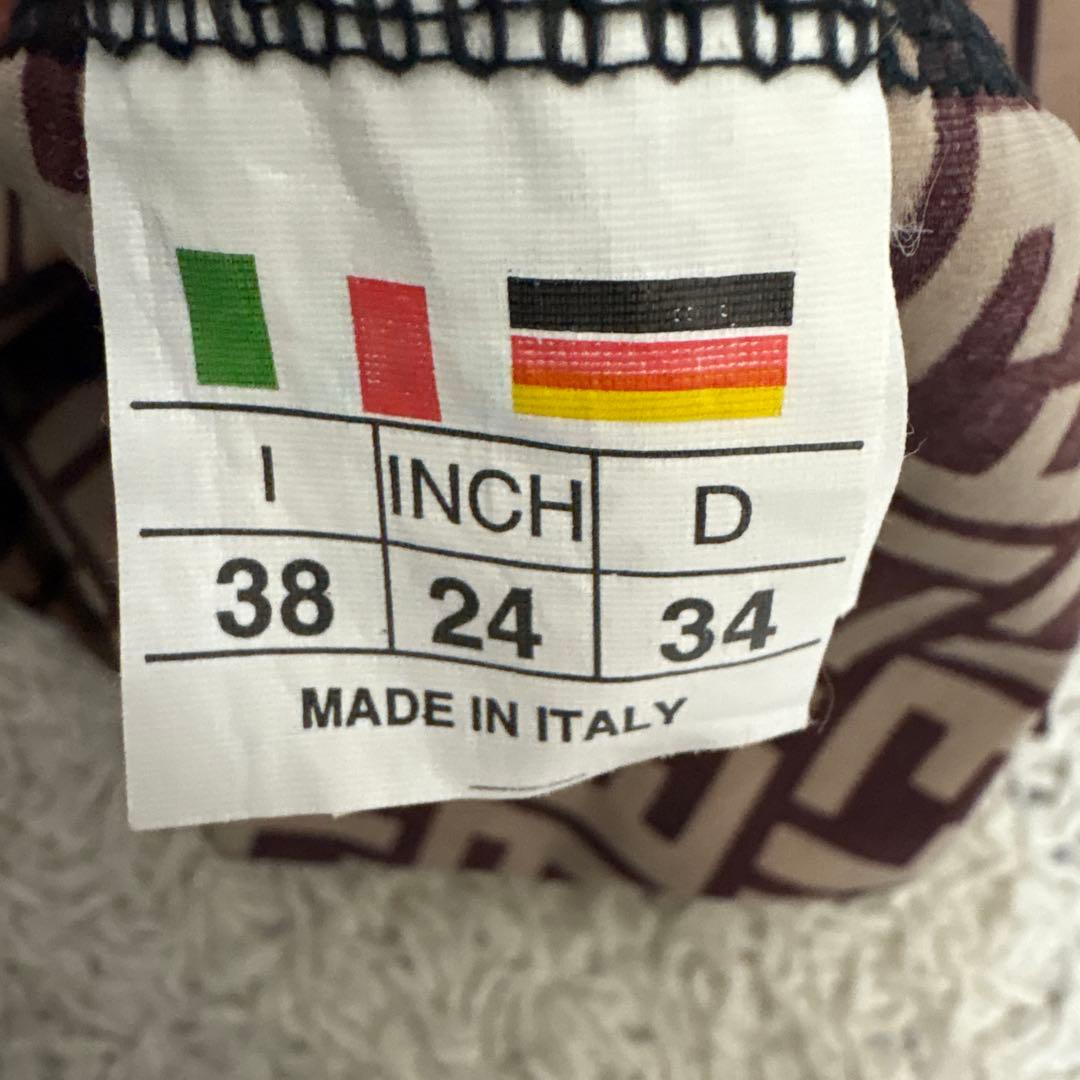 I INCH D
38 24 34
MADE IN ITALY